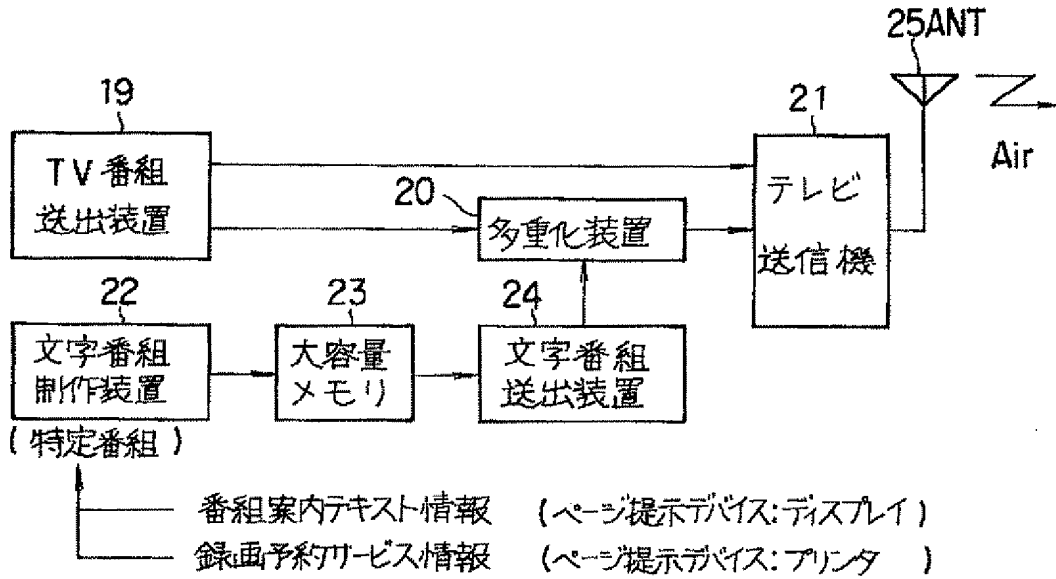 25ANT
19
21
TV番組
送出装置
20
多重化装置
テレビ
送信機
Air
22
23
24
文字番組
制作装置
大容量
メモリ
文字番組
送出装置
(特定番組)
番組案内テキスト情報 (ページ提示デバイス:ディスプレイ)
録画予約サービス情報 (ページ提示デバイス:プリンタ)